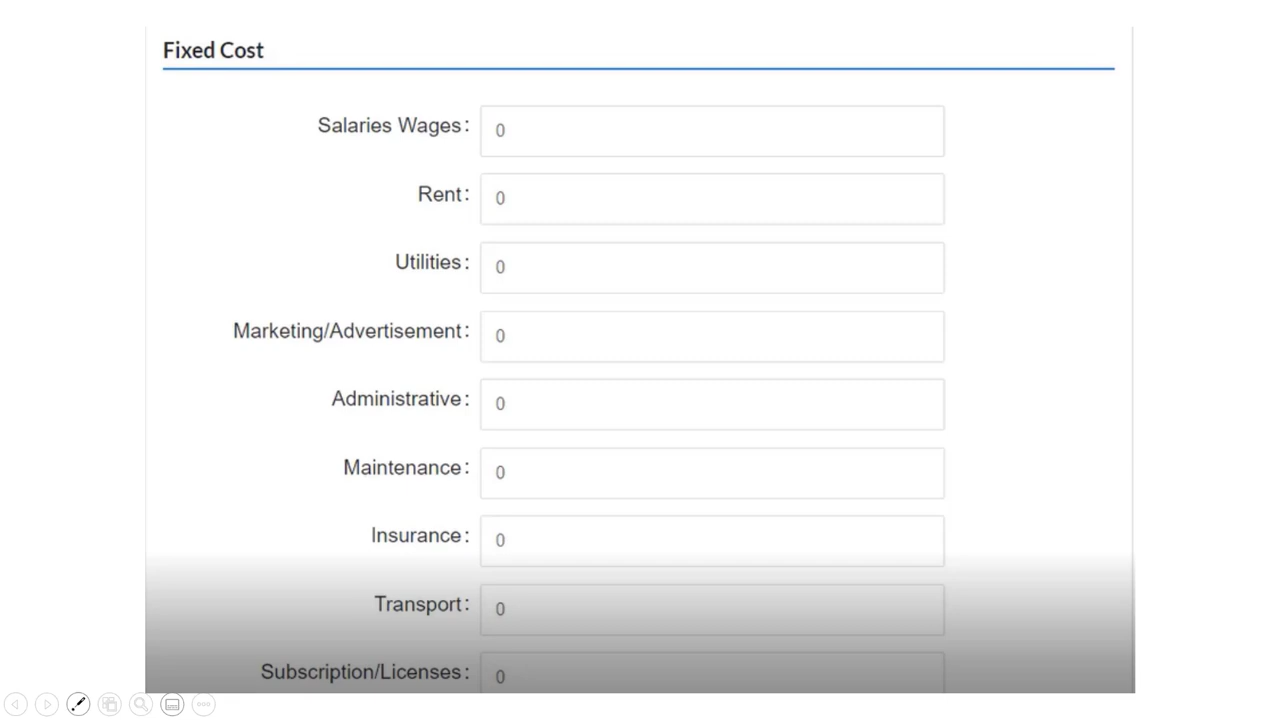 Fixed Cost
Salaries Wages: 0
Rent: 0
Utilities: 0
Marketing/Advertisement: 0
Administrative: 0
Maintenance: 0
Insurance: 0
Transport: 0
Subscription/Licenses: 0